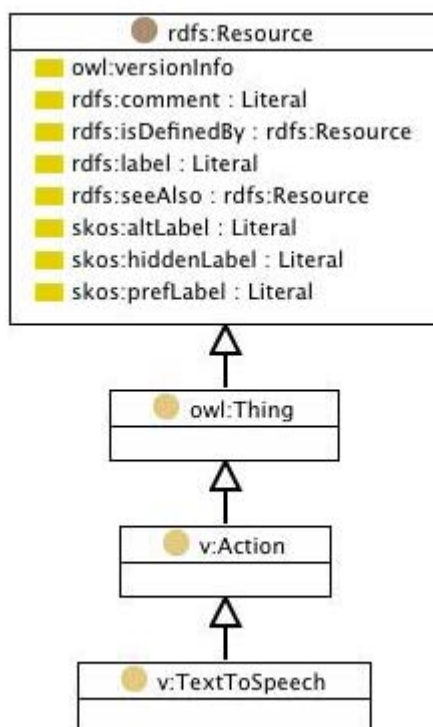 rdfs:Resource
owl:versionInfo
rdfs:comment : Literal
rdfs:isDefinedBy : rdfs:Resource
rdfs:label : Literal
rdfs:seeAlso : rdfs:Resource
skos:altLabel : Literal
skos:hiddenLabel : Literal
skos:prefLabel : Literal
owl:Thing
v:Action
v:TextToSpeech